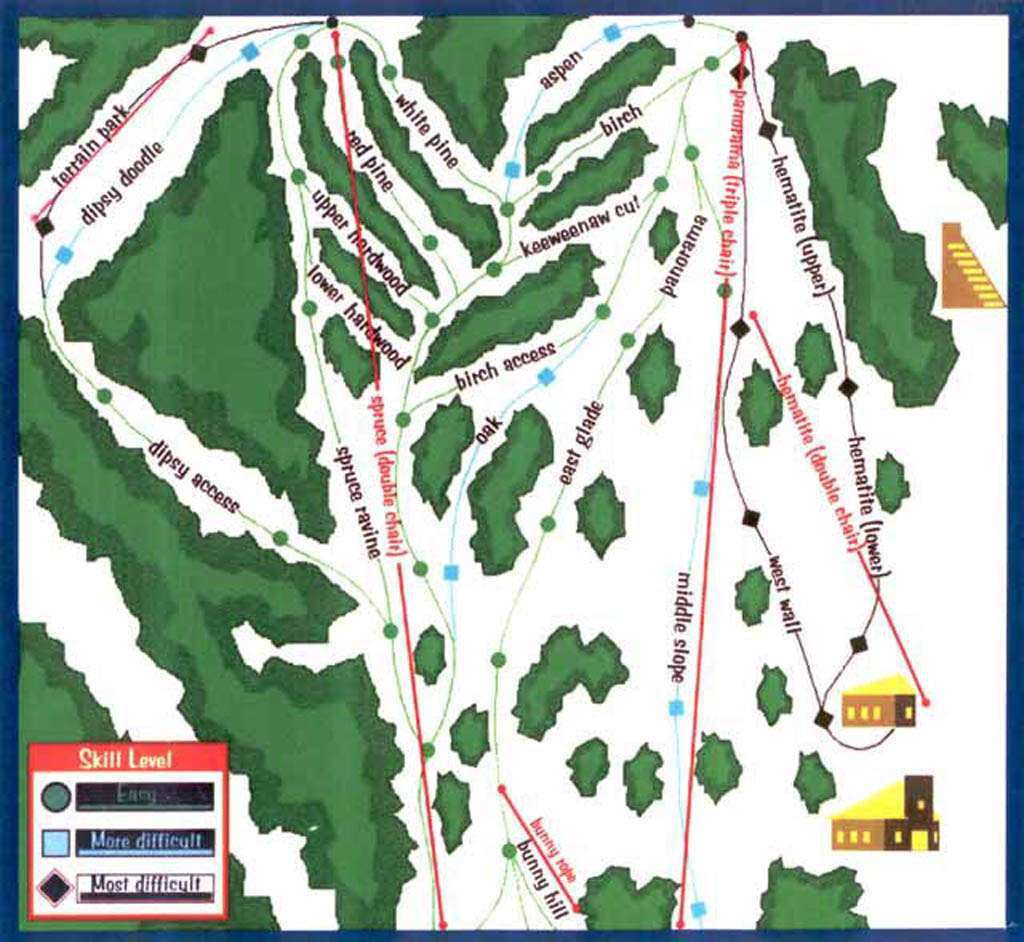 terrain park
dipsy doodle
white pine
red pine
aspen
birch
upper hardwood
lower hardwood
keeweenaw cut
panorama
panorama (triple chair)
hematite (upper)
birch access
oak
east glade
hematite (double chair)
hematite (lower)
dipsy access
spruce ravine
spruce (double chair)
west wall
middle slope
bunny rope
bunny hill
Skill Level
Easy
More difficult
Most difficult